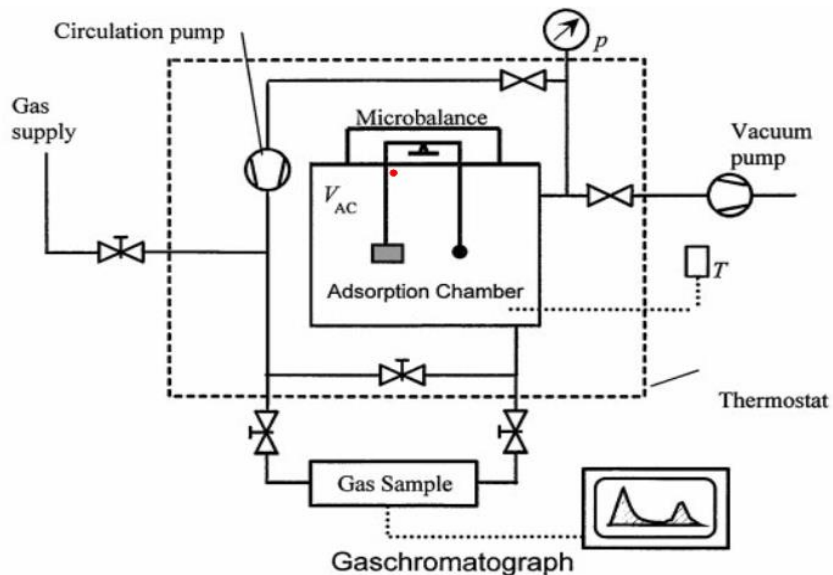 Circulation pump
p
Gas
supply
Microbalance
Vacuum
pump
V_AC
T
Adsorption Chamber
Thermostat
Gas Sample
Gaschromatograph